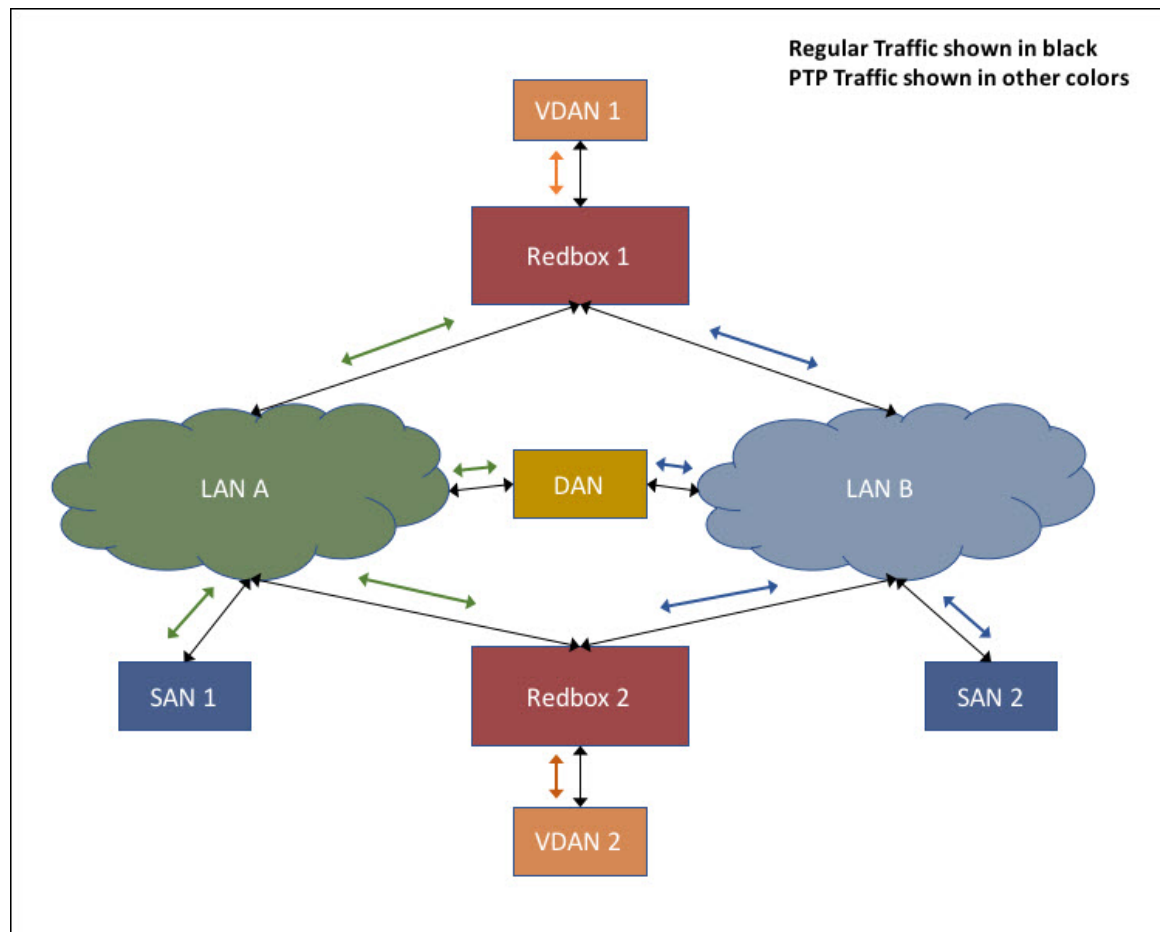 Regular Traffic shown in black
PTP Traffic shown in other colors
VDAN 1
Redbox 1
LAN A
DAN
LAN B
SAN 1
Redbox 2
SAN 2
VDAN 2